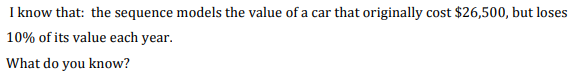 I know that: the sequence models the value of a car that originally cost $26,500, but loses
10% of its value each year.
What do you know?